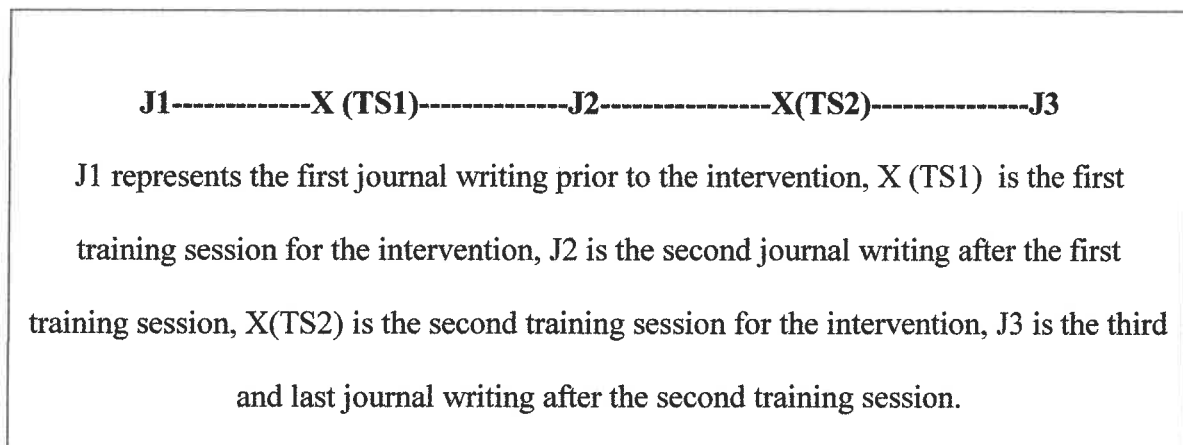 J1-------------X (TS1)--------------J2----------------X(TS2)---------------J3
J1 represents the first journal writing prior to the intervention, X (TS1) is the first
training session for the intervention, J2 is the second journal writing after the first
training session, X(TS2) is the second training session for the intervention, J3 is the third
and last journal writing after the second training session.